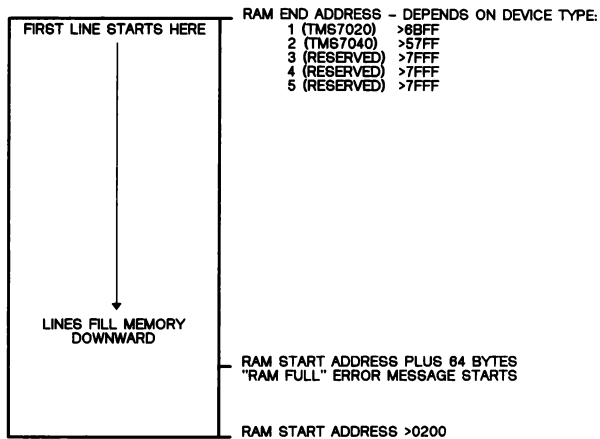 RAM END ADDRESS - DEPENDS ON DEVICE TYPE:
FIRST LINE STARTS HERE
1 (TMS7020) >6BFF
2 (TMS7040) >57FF
3 (RESERVED) >7FFF
4 (RESERVED) >7FFF
5 (RESERVED) >7FFF
LINES FILL MEMORY
DOWNWARD
RAM START ADDRESS PLUS 64 BYTES
"RAM FULL" ERROR MESSAGE STARTS
RAM START ADDRESS >0200